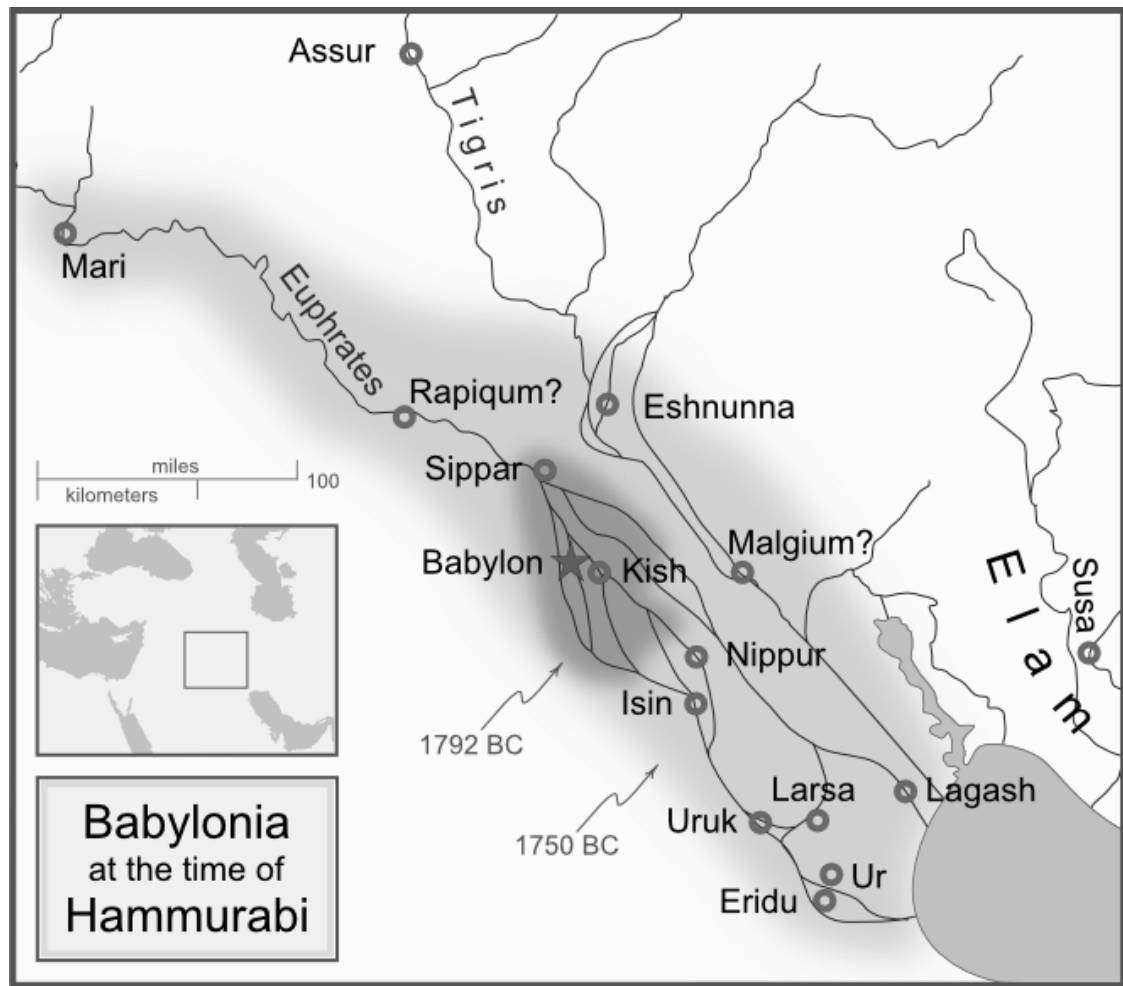 Assur
Tigris
Mari
Euphrates
Rapiqum?
Eshnunna
Sippar
miles
kilometers
100
Babylon
Kish
Malgium?
Elam
Susa
Nippur
Isin
1792 BC
Larsa
Lagash
Uruk
1750 BC
Ur
Eridu
Babylonia
at the time of
Hammurabi